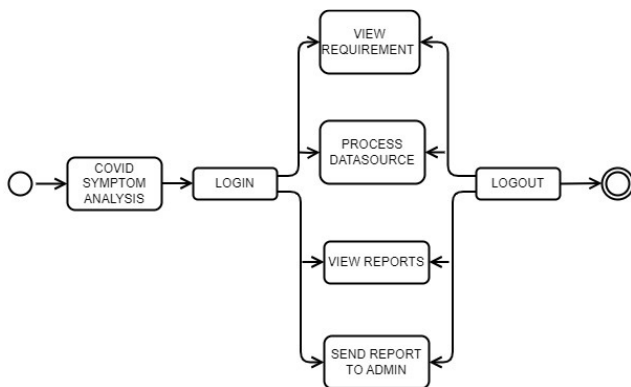 VIEW
REQUIREMENT
PROCESS
DATASOURCE
COVID
SYMPTOM
ANALYSIS
LOGIN
LOGOUT
VIEW REPORTS
SEND REPORT
TO ADMIN